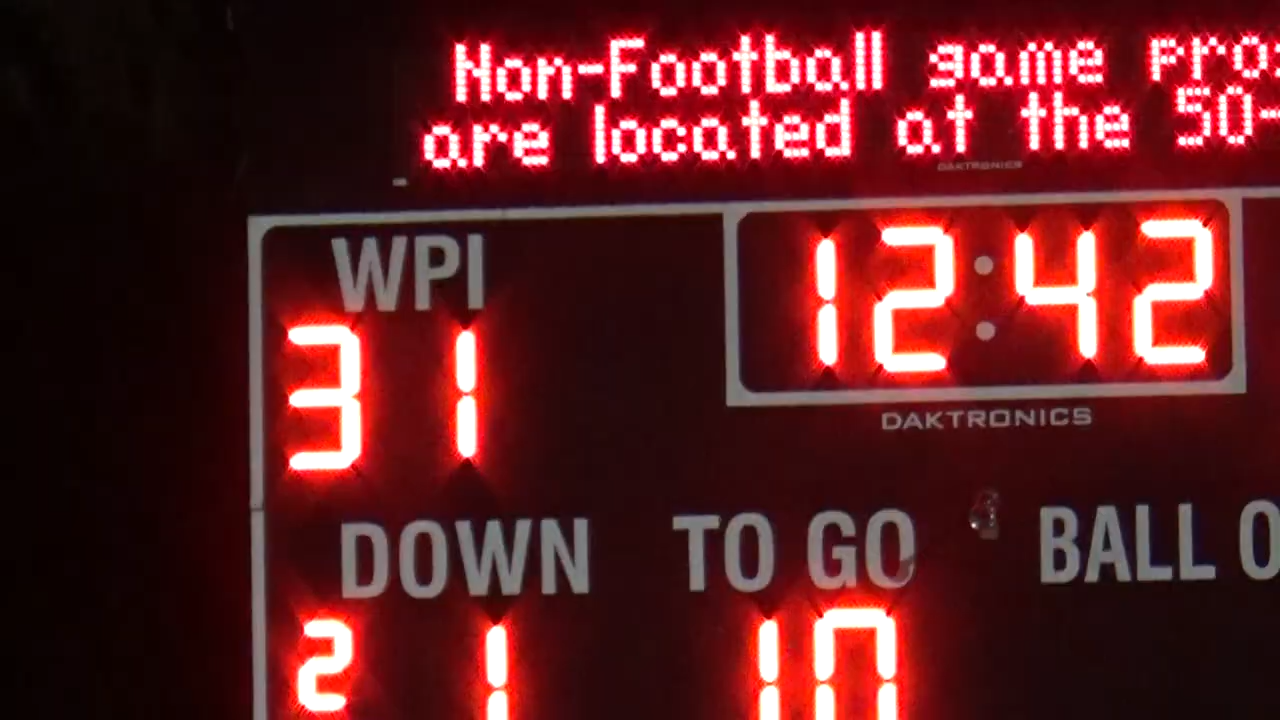 Non-Football game
are located at the 50-
DAKTRONICS
WPI
12:42
31
DAKTRONICS
DOWN TO GO BALL
2 1 10